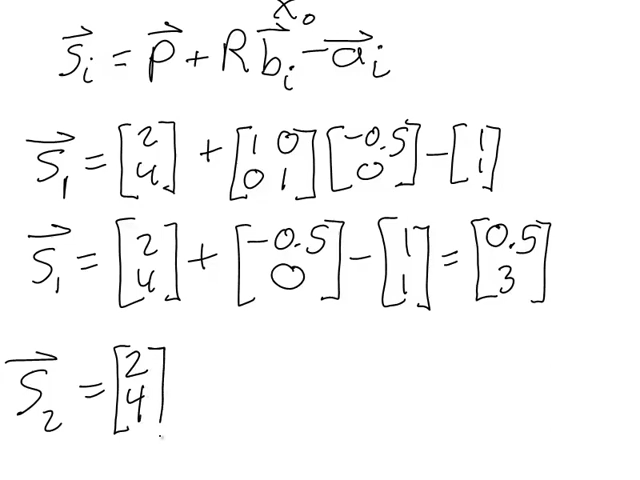 x₀
s⃗ᵢ = p⃗ + R b⃗ᵢ − a⃗ᵢ
s⃗₁ = [2 4] + [1 0 0 1] [−0.5 0] − [1 1]
s⃗₁ = [2 4] + [−0.5 0] − [1 1] = [0.5 3]
s⃗₂ = [2 4]